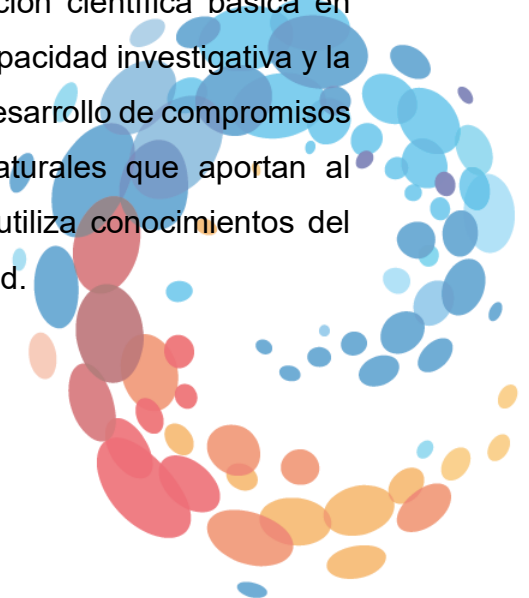 ción científica básica en
pacidad investigativa y la
esarrollo de compromisos
aturales que aportan al
utiliza conocimientos del
d.